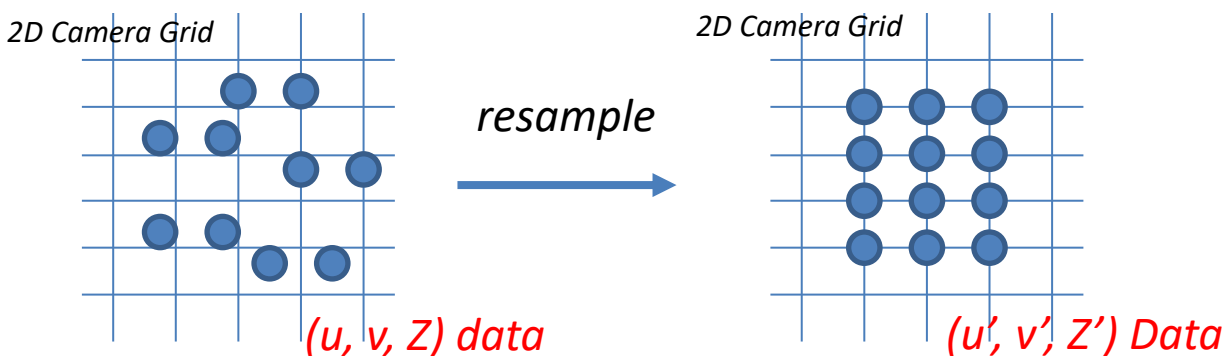 2D Camera Grid
2D Camera Grid
resample
(u, v, Z) data
(u’, v’, Z’) Data